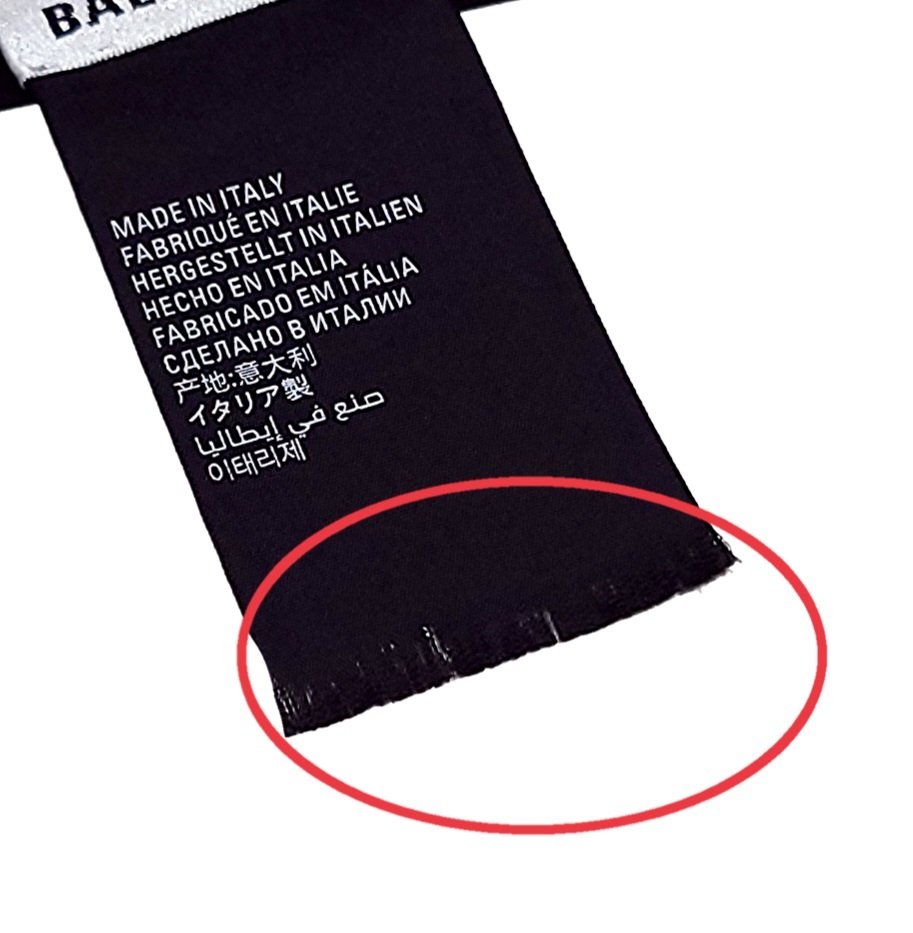 BAL
MADE IN ITALY
FABRIQUÉ EN ITALIE
HERGESTELLT IN ITALIEN
HECHO EN ITALIA
FABRICADO EM ITÁLIA
СДЕЛАНО В ИТАЛИИ
产地:意大利
イタリア製
صنع في إيطاليا
이태리제